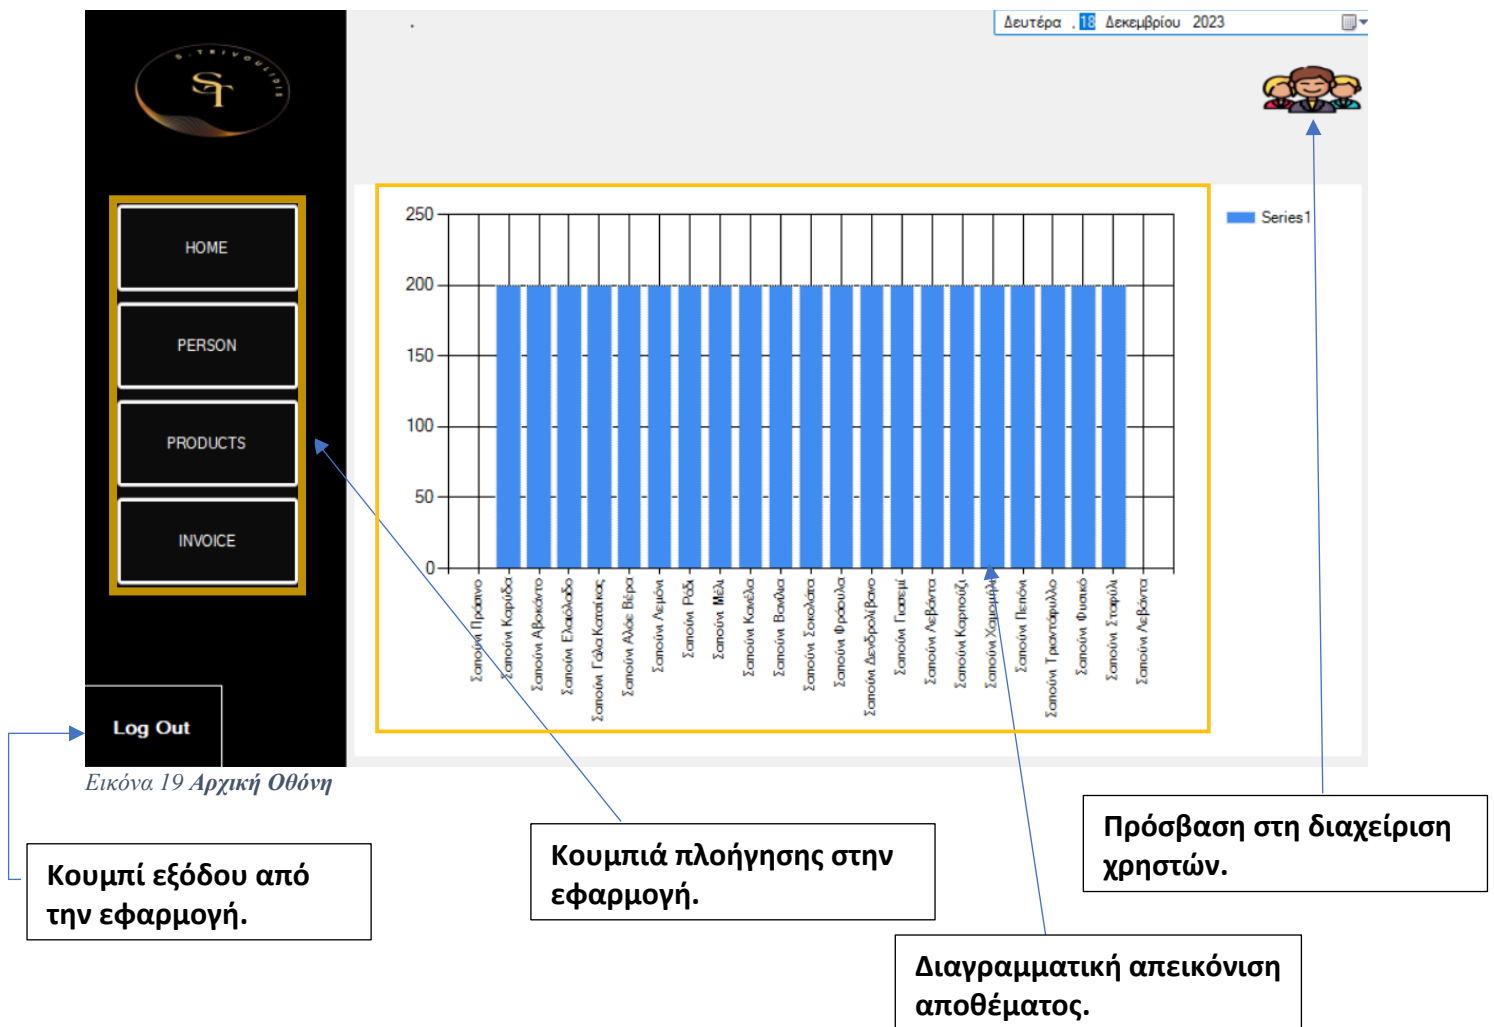 Δευτέρα , 18 Δεκεμβρίου 2023
S.TRIVOULIDIS
ST
HOME
PERSON
PRODUCTS
INVOICE
Log Out
250
200
150
100
50
0
Series1
Σαπούνι Πράσινο
Σαπούνι Καρύδα
Σαπούνι Αβοκάντο
Σαπούνι Ελαιόλαδο
Σαπούνι Γάλα Κατσίκας
Σαπούνι Αλόε Βέρα
Σαπούνι Λεμόνι
Σαπούνι Ρόδι
Σαπούνι Μέλι
Σαπούνι Κανέλα
Σαπούνι Βανίλια
Σαπούνι Σοκολάτα
Σαπούνι Φράουλα
Σαπούνι Δενδρολίβανο
Σαπούνι Γιασεμί
Σαπούνι Λεβάντα
Σαπούνι Καρπούζι
Σαπούνι Χαμομήλι
Σαπούνι Πεπόνι
Σαπούνι Τριαντάφυλλο
Σαπούνι Φυσικό
Σαπούνι Σταφύλι
Σαπούνι Λεβάντα
Εικόνα 19 Αρχική Οθόνη
Κουμπί εξόδου από
την εφαρμογή.
Κουμπιά πλοήγησης στην
εφαρμογή.
Πρόσβαση στη διαχείριση
χρηστών.
Διαγραμματική απεικόνιση
αποθέματος.